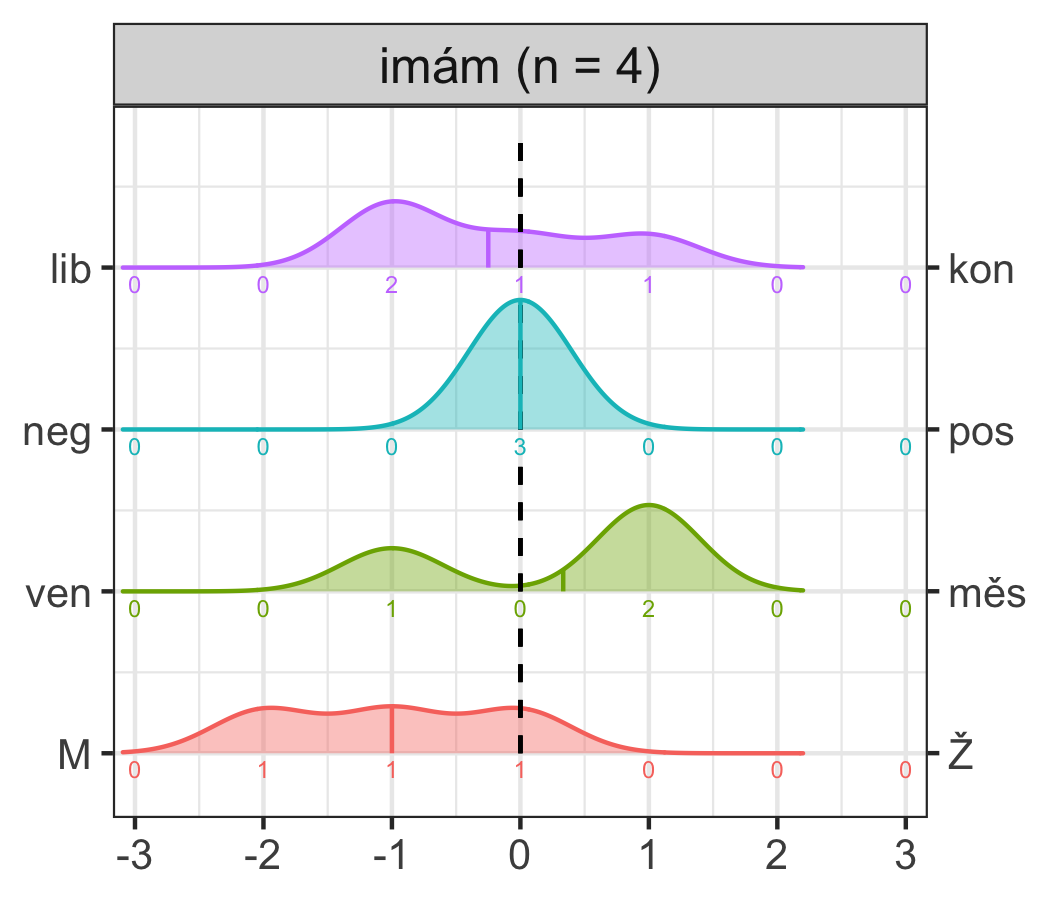 imám (n = 4)
lib kon
0 0 2 1 1 0 0
neg pos
0 0 0 3 0 0 0
ven měs
0 0 1 0 2 0 0
M Ž
0 1 1 1 0 0 0
-3 -2 -1 0 1 2 3